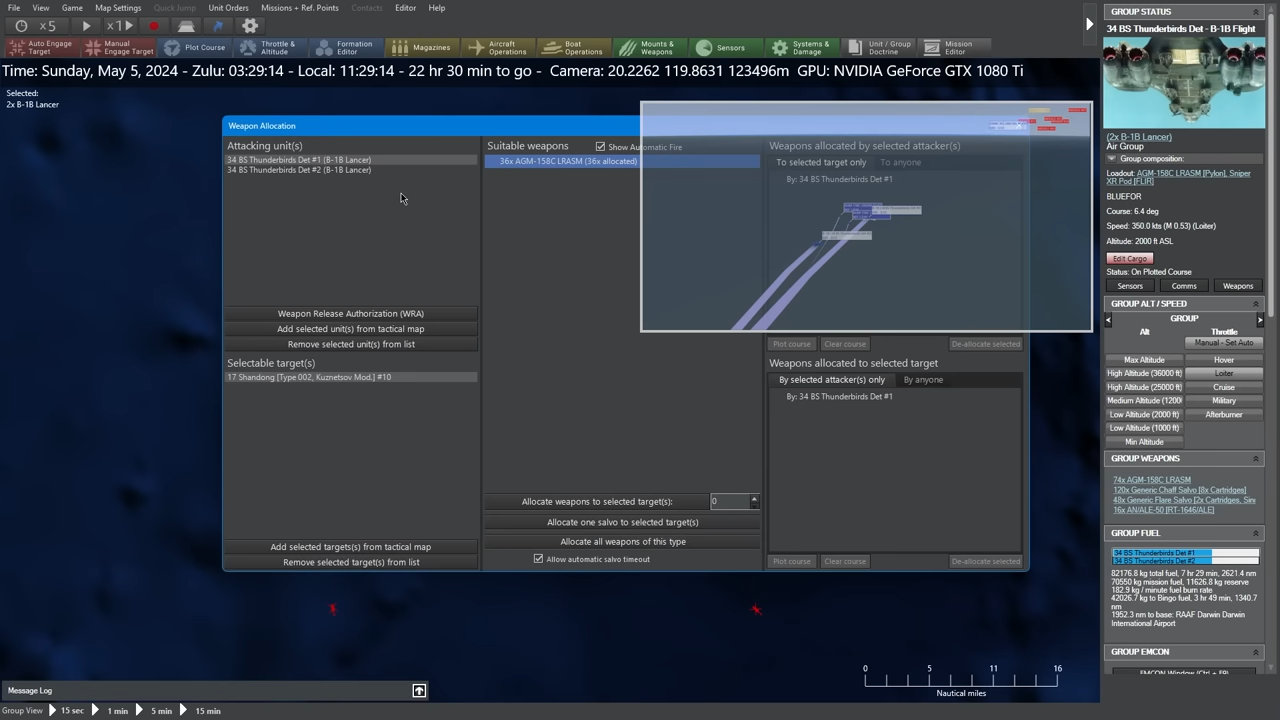 File View Game Map Settings Quick Jump Unit Orders Missions + Ref. Points Contacts Editor Help
x5 x1
Auto Engage Target
Manual Engage Target
Plot Course
Throttle & Altitude
Formation Editor
Magazines
Aircraft Operations
Boat Operations
Mounts & Weapons
Sensors
Systems & Damage
Unit / Group Doctrine
Mission Editor
Time: Sunday, May 5, 2024 - Zulu: 03:29:14 - Local: 11:29:14 - 22 hr 30 min to go - Camera: 20.2262 119.8631 123496m GPU: NVIDIA GeForce GTX 1080 Ti
Selected:
2x B-1B Lancer
Weapon Allocation
Attacking unit(s)
34 BS Thunderbirds Det #1 (B-1B Lancer)
34 BS Thunderbirds Det #2 (B-1B Lancer)
Weapon Release Authorization (WRA)
Add selected unit(s) from tactical map
Remove selected unit(s) from list
Selectable target(s)
17 Shandong [Type 002, Kuznetsov Mod.] #10
Add selected targets(s) from tactical map
Remove selected target(s) from list
Suitable weapons Show Automatic Fire
36x AGM-158C LRASM (36x allocated)
Allocate weapons to selected target(s): 0
Allocate one salvo to selected target(s)
Allocate all weapons of this type
Allow automatic salvo timeout
Weapons allocated by selected attacker(s)
To selected target only To anyone
By: 34 BS Thunderbirds Det #1
Plot course Clear course De-allocate selected
Weapons allocated to selected target
By selected attacker(s) only By anyone
By: 34 BS Thunderbirds Det #1
Plot course Clear course De-allocate selected
0 5 11 16
Nautical miles
Message Log
Group View 15 sec 1 min 5 min 15 min
GROUP STATUS
34 BS Thunderbirds Det - B-1B Flight
(2x B-1B Lancer)
Air Group
Group composition:
Loadout: AGM-158C LRASM [Pylon], Sniper
XR Pod [FLIR]
BLUEFOR
Course: 6.4 deg
Speed: 350.0 kts (M 0.53) (Loiter)
Altitude: 2000 ft ASL
Edit Cargo
Status: On Plotted Course
Sensors Comms Weapons
GROUP ALT / SPEED
GROUP
Alt Throttle
Manual - Set Auto
Max Altitude Hover
High Altitude (36000 ft) Loiter
High Altitude (25000 ft) Cruise
Medium Altitude (1200 Military
Low Altitude (2000 ft) Afterburner
Low Altitude (1000 ft)
Min Altitude
GROUP WEAPONS
74x AGM-158C LRASM
120x Generic Chaff Salvo [8x Cartridges]
48x Generic Flare Salvo [2x Cartridges, Sin
16x AN/ALE-50 [RT-1646/ALE]
GROUP FUEL
34 BS Thunderbirds Det #1
34 BS Thunderbirds Det #2
82176.8 kg total fuel, 7 hr 29 min, 2621.4 nm
70550 kg mission fuel, 11626.8 kg reserve
182.9 kg / minute fuel burn rate
42026.7 kg to Bingo fuel, 3 hr 49 min, 1340.7
nm
1952.3 nm to base: RAAF Darwin Darwin
International Airport
GROUP EMCON
EMCON Window (Ctrl + F9)